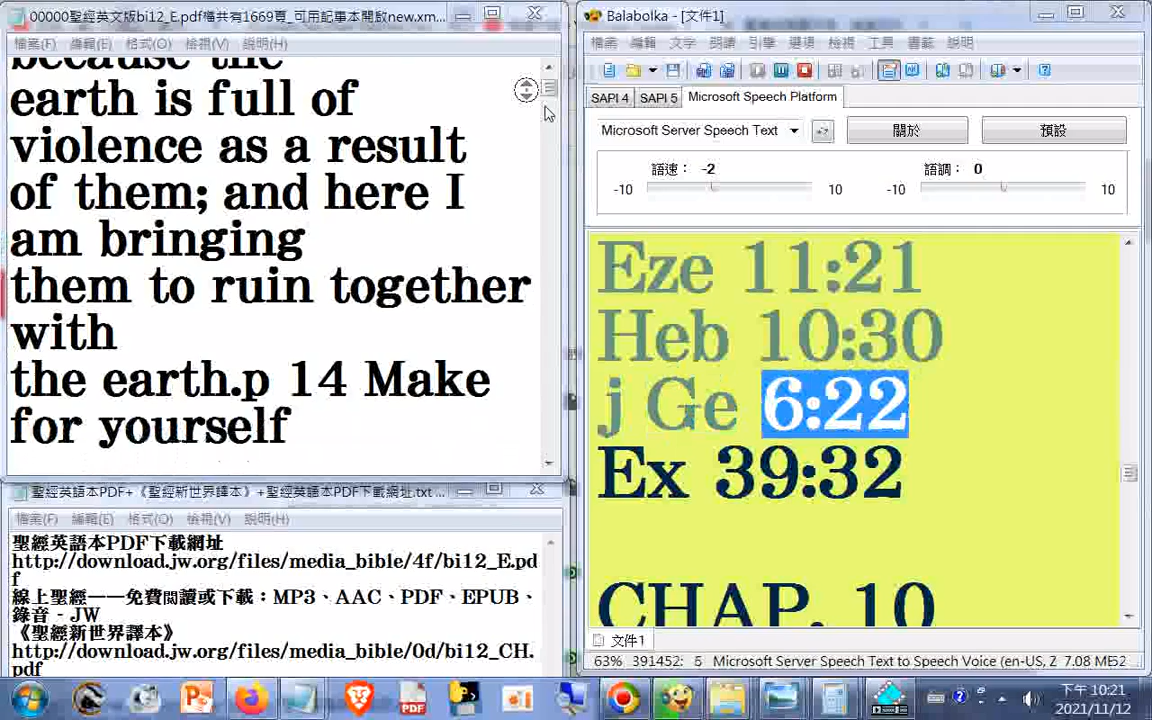 00000聖經英文版bi12_E.pdf檔共有1669頁_可用記事本開啟new.xm...
檔案(F) 編輯(E) 格式(O) 檢視(V) 說明(H)
because the
earth is full of
violence as a result
of them; and here I
am bringing
them to ruin together
with
the earth.p 14 Make
for yourself
聖經英語本PDF+《聖經新世界譯本》+聖經英語本PDF下載網址.txt ...
檔案(F) 編輯(E) 格式(O) 檢視(V) 說明(H)
聖經英語本PDF下載網址
http://download.jw.org/files/media_bible/4f/bi12_E.pd
f
線上聖經——免費閱讀或下載：MP3、AAC、PDF、EPUB、
錄音 - JW
《聖經新世界譯本》
http://download.jw.org/files/media_bible/0d/bi12_CH.
pdf
Balabolka - [文件1]
檔案 編輯 文字 朗讀 引擎 選項 檢視 工具 書籤 說明
SAPI 4 SAPI 5 Microsoft Speech Platform
Microsoft Server Speech Text 關於 預設
語速： -2 語調： 0
-10 10 -10 10
Eze 11:21
Heb 10:30
j Ge 6:22
Ex 39:32
CHAP. 10
文件1
63% 391452: 5 Microsoft Server Speech Text to Speech Voice (en-US, Z 7.08 ME52
PDF
下午 10:21
2021/11/12